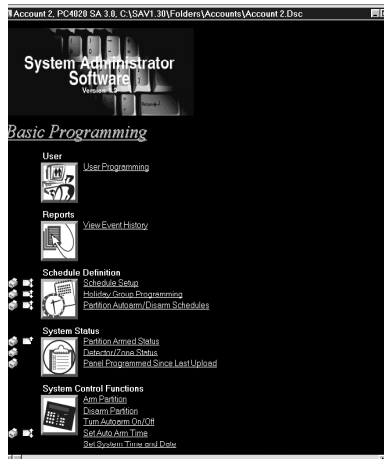 Account 2, PC4020 SA 3.0, C:\SAV1.30\Folders\Accounts\Account 2.Dsc
System Administrator
Software
Version 1.3
Basic Programming
User
User Programming
Reports
View Event History
Schedule Definition
Schedule Setup
Holiday Group Programming
Partition Autoarm/Disarm Schedules
System Status
Partition Armed Status
Detector/Zone Status
Panel Programmed Since Last Upload
System Control Functions
Arm Partition
Disarm Partition
Turn Autoarm On/Off
Set Auto Arm Time
Set System Time and Date